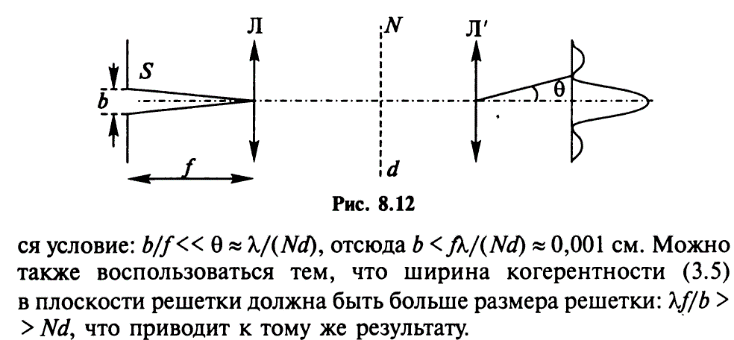 Л N Л′
S
b θ
f d
Рис. 8.12
ся условие: b/f << θ ≈ λ/(Nd), отсюда b < fλ/(Nd) ≈ 0,001 см. Можно
также воспользоваться тем, что ширина когерентности (3.5)
в плоскости решетки должна быть больше размера решетки: λf/b >
> Nd, что приводит к тому же результату.